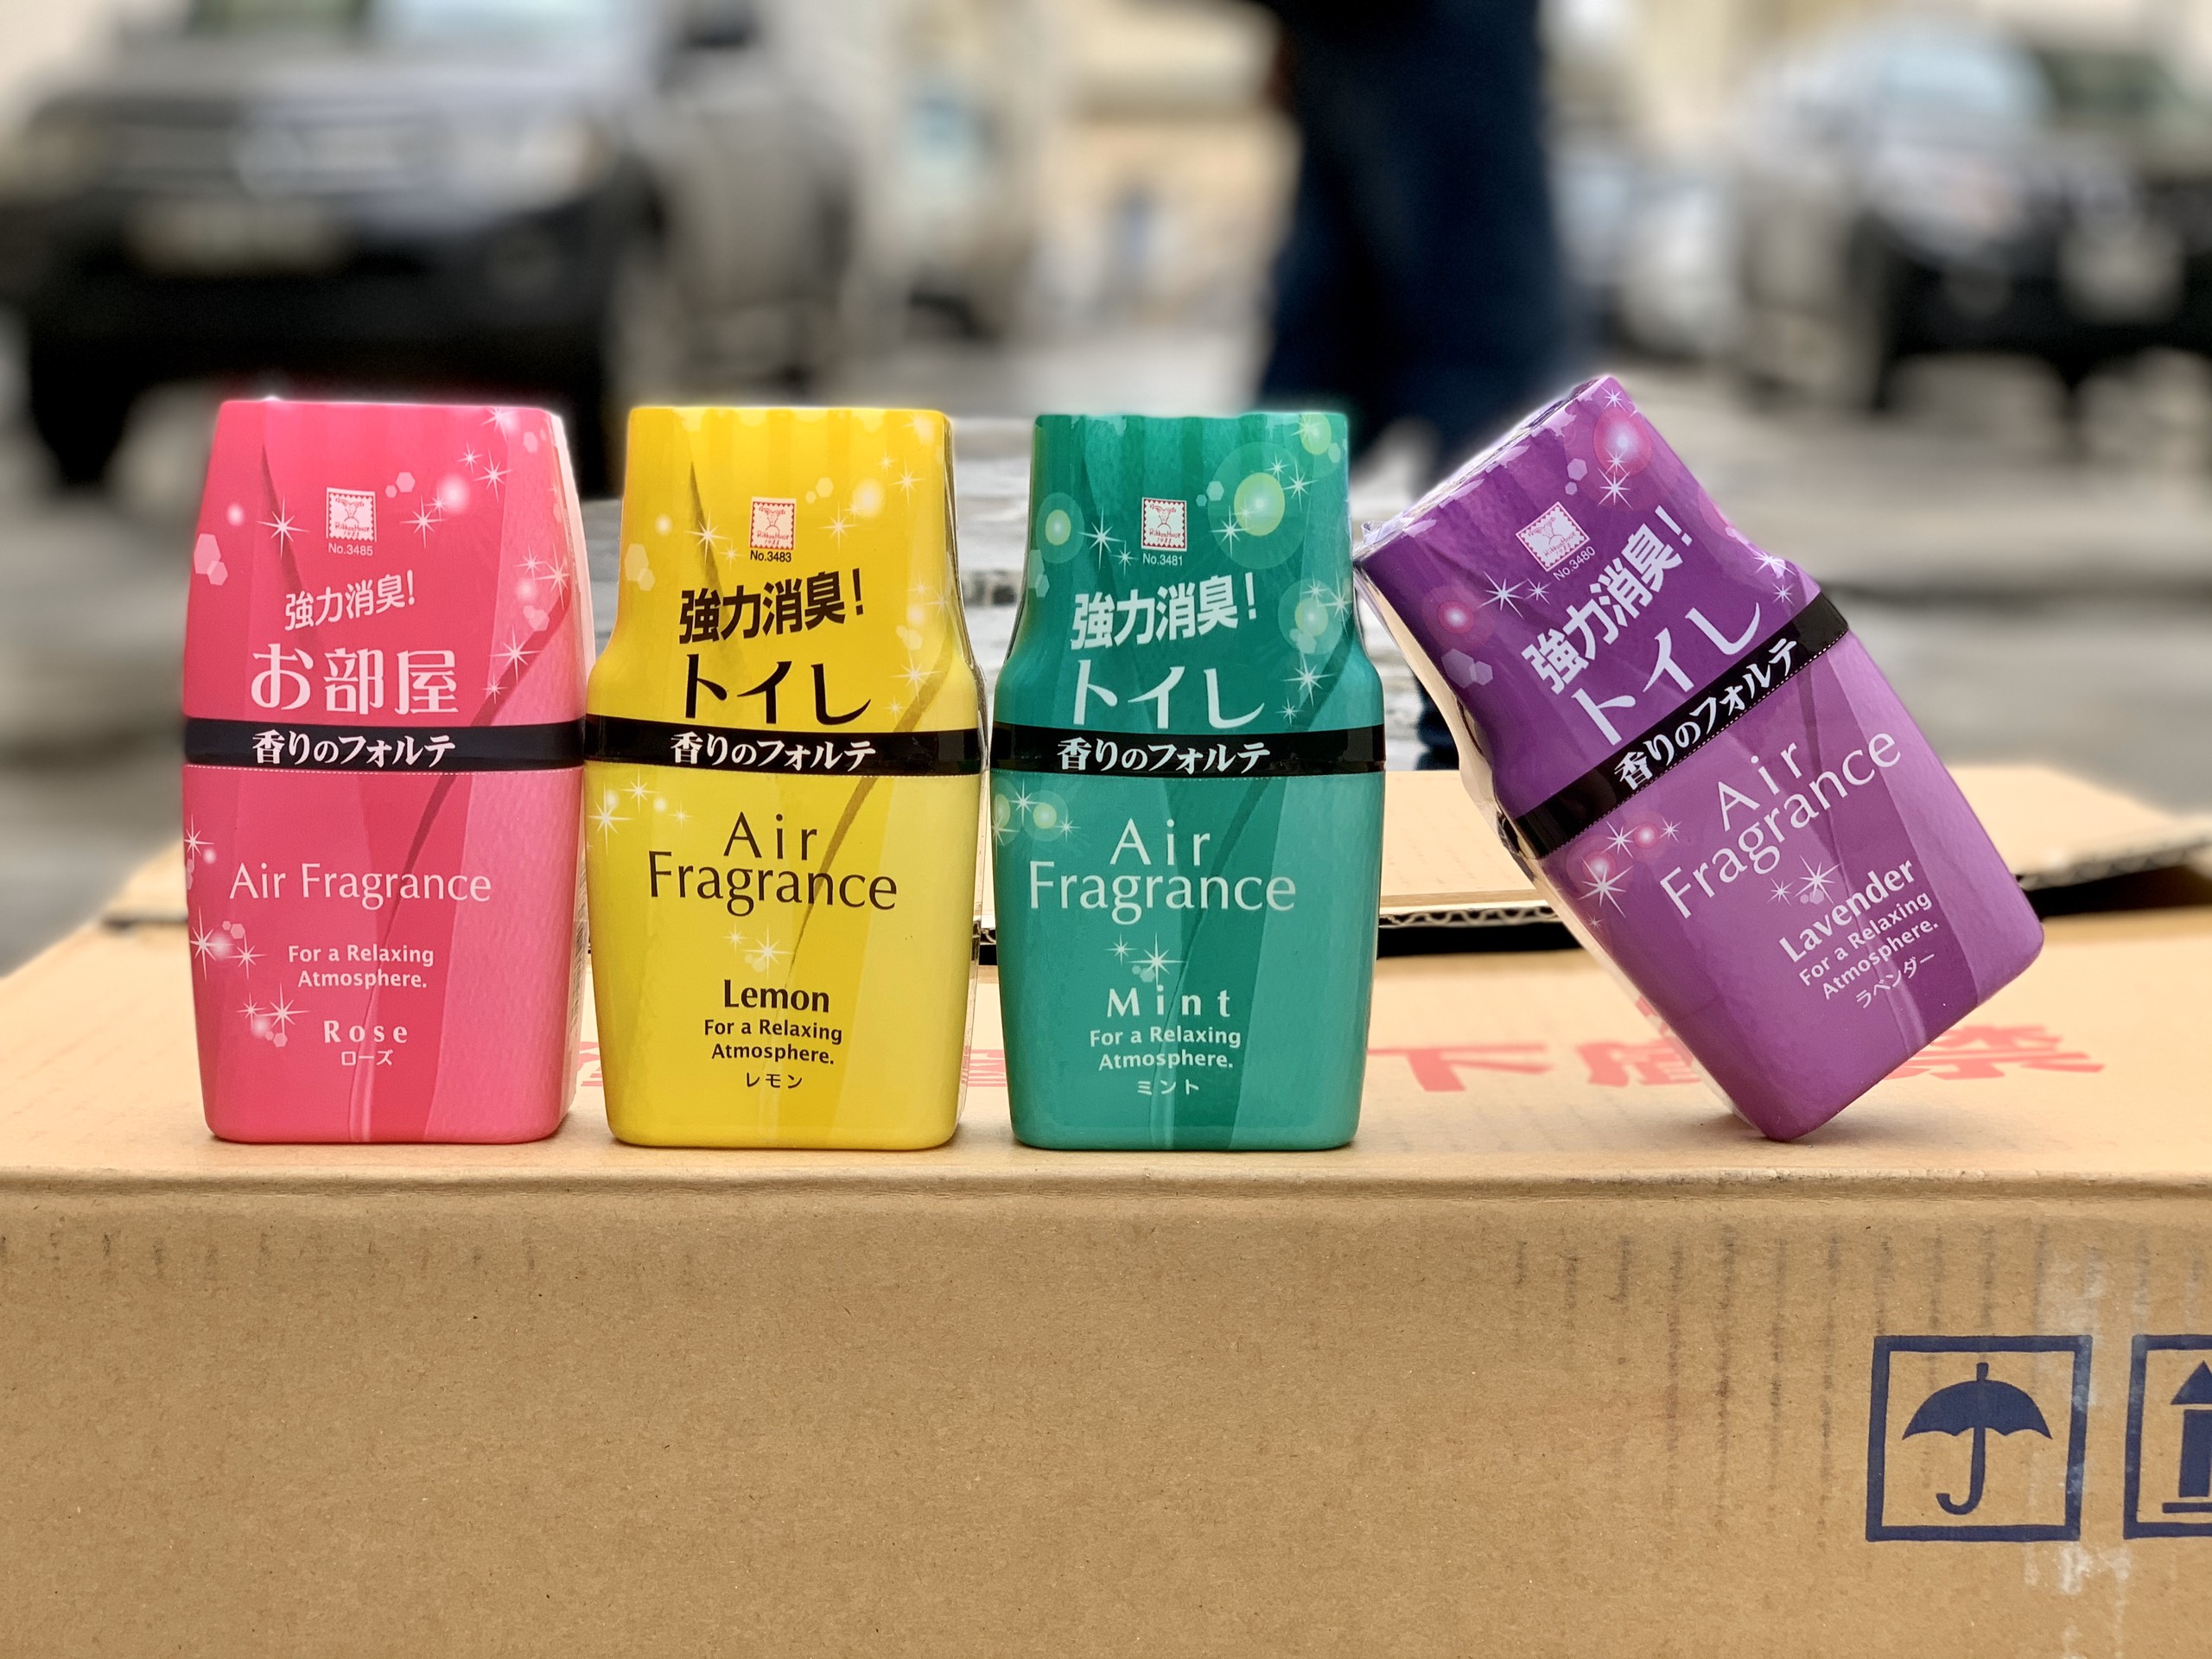 No.3485
強力消臭!
お部屋
香りのフォルテ
Air Fragrance
For a Relaxing
Atmosphere.
Rose
ローズ
No.3483
強力消臭!
トイレ
香りのフォルテ
Air
Fragrance
Lemon
For a Relaxing
Atmosphere.
レモン
No.3481
強力消臭!
トイレ
香りのフォルテ
Air
Fragrance
Mint
For a Relaxing
Atmosphere.
ミント
No.3480
強力消臭!
トイレ
香りのフォルテ
Air
Fragrance
Lavender
For a Relaxing
Atmosphere.
ラベンダー